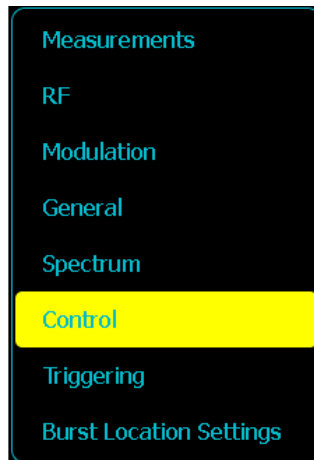 Measurements
RF
Modulation
General
Spectrum
Control
Triggering
Burst Location Settings